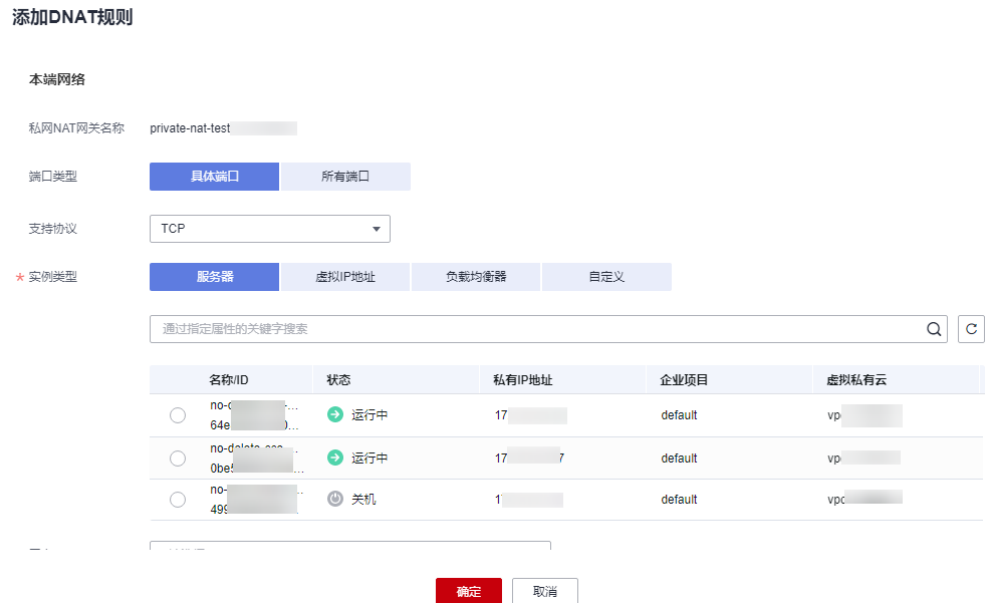 添加DNAT规则
本端网络
私网NAT网关名称 private-nat-test
端口类型 具体端口 所有端口
支持协议 TCP
* 实例类型 服务器 虚拟IP地址 负载均衡器 自定义
通过指定属性的关键字搜索
名称/ID 状态 私有IP地址 企业项目 虚拟私有云
no- 运行中 17 default vp
64e
no- 运行中 17 7 default vp
0be
no- 关机 default vpc
499
确定 取消